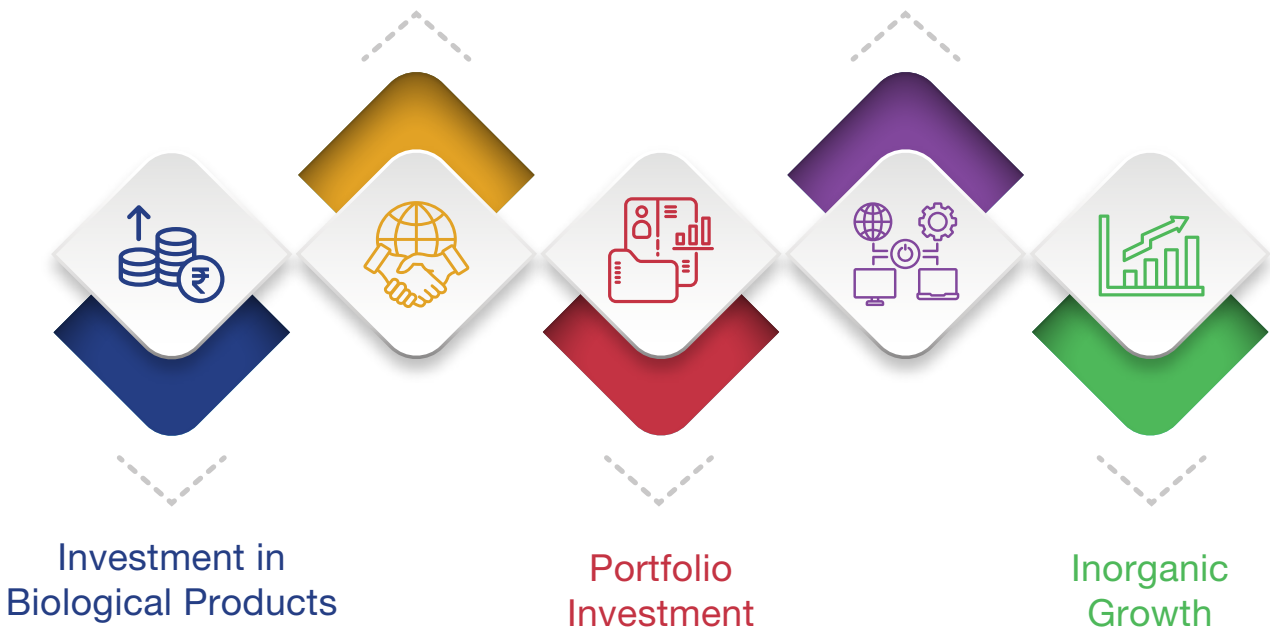 ₹
Investment in
Biological Products
Portfolio
Investment
Inorganic
Growth